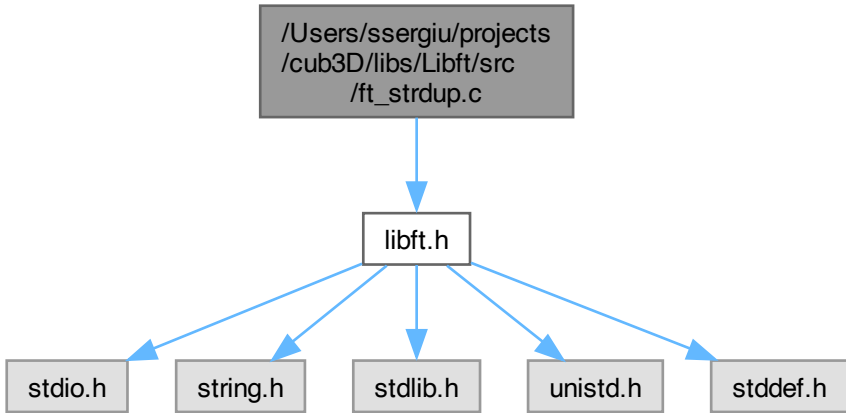 /Users/ssergiu/projects
/cub3D/libs/Libft/src
/ft_strdup.c
libft.h
stdio.h
string.h
stdlib.h
unistd.h
stddef.h